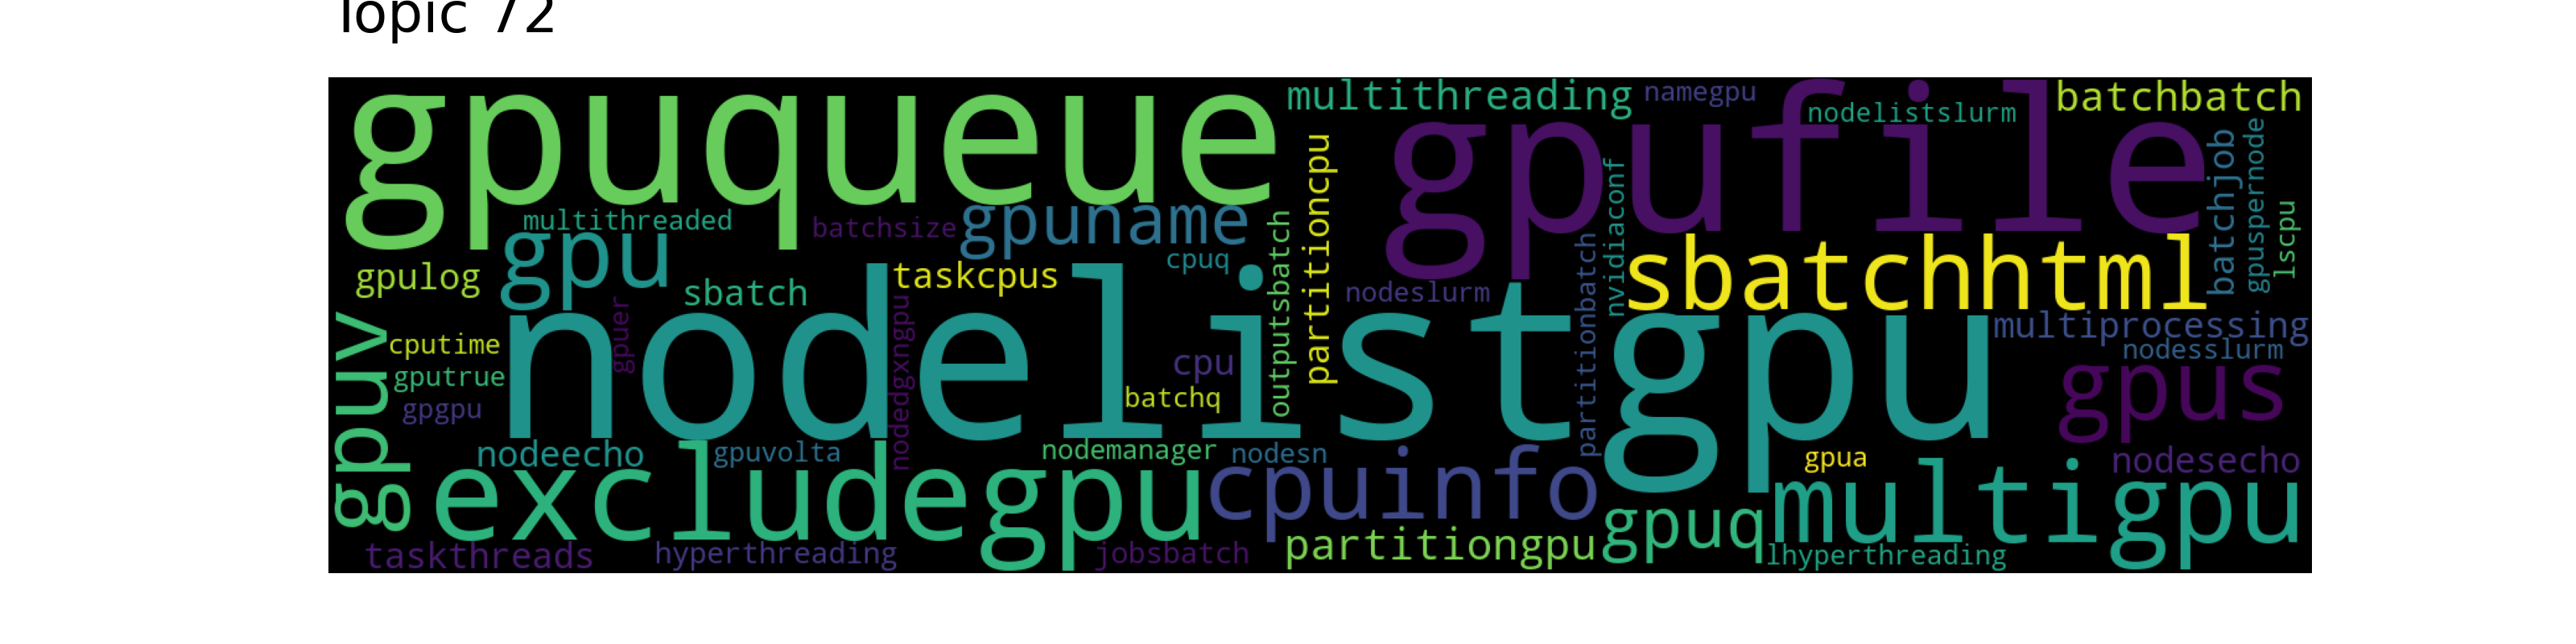 Topic 72
gpuqueue
multithreading
namegpu
gpufile
nodelistslurm
batchbatch
multithreaded
batchsize
gpuname
outputsbatch
partitioncpu
nvidiaconf
batchjob
gpuspernode
lscpu
gpulog
gpu
sbatch
taskcpus
cpuq
nodeslurm
partitionbatch
sbatchhtml
gpuv
cputime
gputrue
gpgpu
gpuer
nodelistgpu
nodedgxngpu
cpu
batchq
multiprocessing
nodesslurm
gpus
nodeecho
gpuvolta
nodemanager
nodesn
gpua
nodesecho
excludegpu
cpuinfo
gpuq
multigpu
taskthreads
hyperthreading
jobsbatch
partitiongpu
lhyperthreading